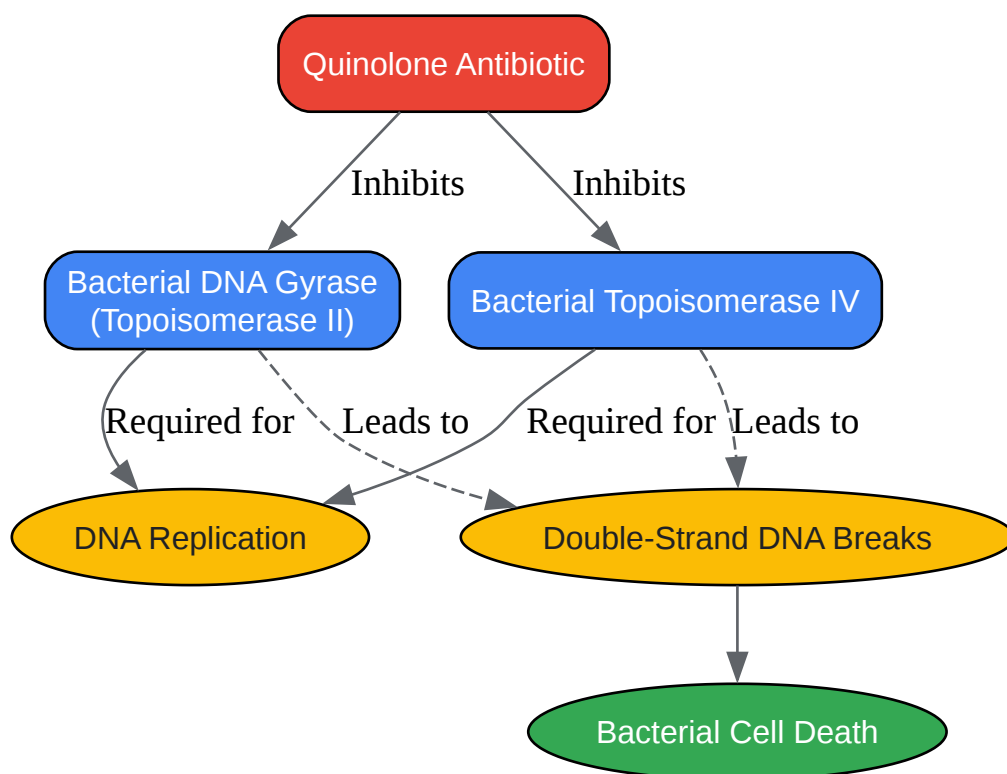 Quinolone Antibiotic
Inhibits
Inhibits
Bacterial DNA Gyrase
(Topoisomerase II)
Bacterial Topoisomerase IV
Required for
Leads to
Required for
Leads to
DNA Replication
Double-Strand DNA Breaks
Bacterial Cell Death